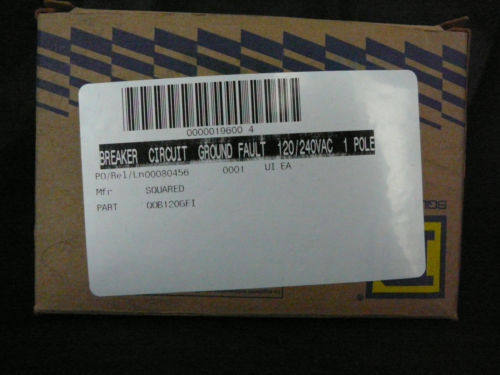 0000019600 4
BREAKER CIRCUIT GROUND FAULT 120/240VAC 1 POLE
PO/Rel/Ln00080456 0001 UI EA
Mfr SQUARED
PART QOB120GFI
SQU